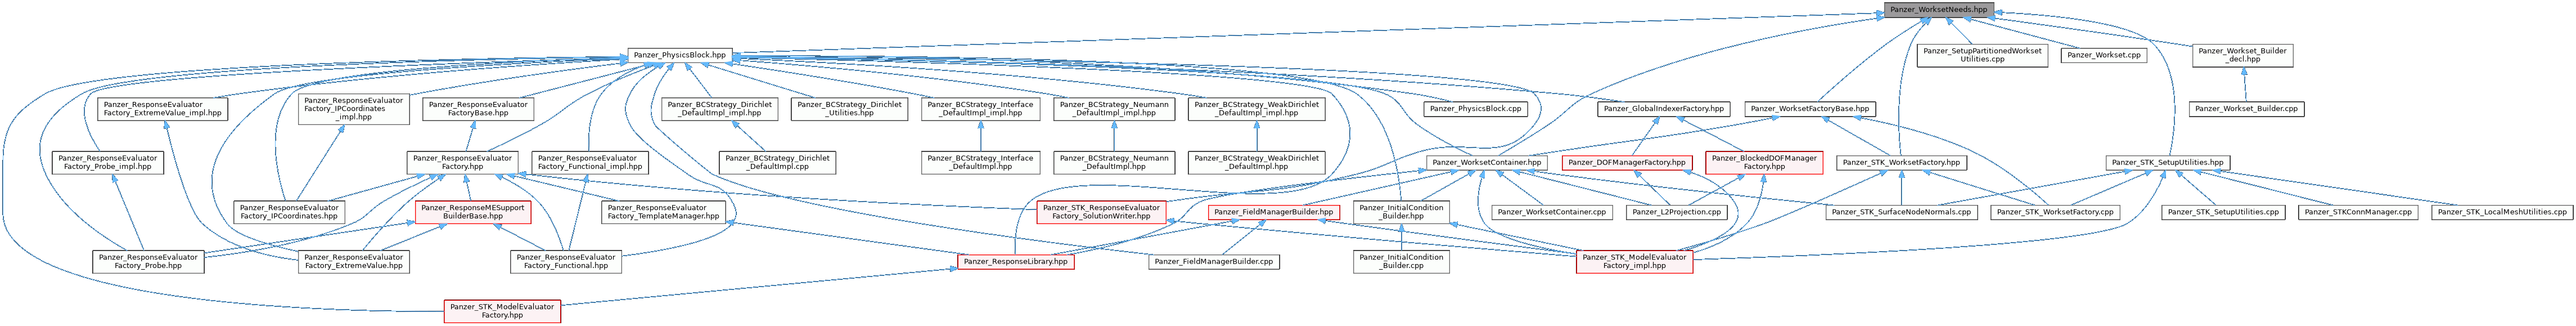 Panzer_WorksetNeeds.hpp
Panzer_PhysicsBlock.hpp
Panzer_SetupPartitionedWorkset
Utilities.cpp
Panzer_Workset.cpp
Panzer_Workset_Builder
_decl.hpp
Panzer_ResponseEvaluator
Factory_ExtremeValue_impl.hpp
Panzer_ResponseEvaluator
Factory_IPCoordinates
_impl.hpp
Panzer_ResponseEvaluator
FactoryBase.hpp
Panzer_BCStrategy_Dirichlet
_DefaultImpl_impl.hpp
Panzer_BCStrategy_Dirichlet
_Utilities.hpp
Panzer_BCStrategy_Interface
_DefaultImpl_impl.hpp
Panzer_BCStrategy_Neumann
_DefaultImpl_impl.hpp
Panzer_BCStrategy_WeakDirichlet
_DefaultImpl_impl.hpp
Panzer_PhysicsBlock.cpp
Panzer_GlobalIndexerFactory.hpp
Panzer_WorksetFactoryBase.hpp
Panzer_Workset_Builder.cpp
Panzer_ResponseEvaluator
Factory_Probe_impl.hpp
Panzer_ResponseEvaluator
Factory.hpp
Panzer_ResponseEvaluator
Factory_Functional_impl.hpp
Panzer_BCStrategy_Dirichlet
_DefaultImpl.hpp
Panzer_BCStrategy_Interface
_DefaultImpl.hpp
Panzer_BCStrategy_Neumann
_DefaultImpl.hpp
Panzer_BCStrategy_WeakDirichlet
_DefaultImpl.hpp
Panzer_WorksetContainer.hpp
Panzer_DOFManagerFactory.hpp
Panzer_BlockedDOFManager
Factory.hpp
Panzer_STK_WorksetFactory.hpp
Panzer_STK_SetupUtilities.hpp
Panzer_ResponseEvaluator
Factory_IPCoordinates.hpp
Panzer_ResponseMESupport
BuilderBase.hpp
Panzer_ResponseEvaluator
Factory_TemplateManager.hpp
Panzer_STK_ResponseEvaluator
Factory_SolutionWriter.hpp
Panzer_FieldManagerBuilder.hpp
Panzer_InitialCondition
_Builder.hpp
Panzer_WorksetContainer.cpp
Panzer_L2Projection.cpp
Panzer_STK_SurfaceNodeNormals.cpp
Panzer_STK_WorksetFactory.cpp
Panzer_STK_SetupUtilities.cpp
Panzer_STKConnManager.cpp
Panzer_STK_LocalMeshUtilities.cpp
Panzer_ResponseEvaluator
Factory_Probe.hpp
Panzer_ResponseEvaluator
Factory_ExtremeValue.hpp
Panzer_ResponseEvaluator
Factory_Functional.hpp
Panzer_ResponseLibrary.hpp
Panzer_FieldManagerBuilder.cpp
Panzer_InitialCondition
_Builder.cpp
Panzer_STK_ModelEvaluator
Factory_impl.hpp
Panzer_STK_ModelEvaluator
Factory.hpp